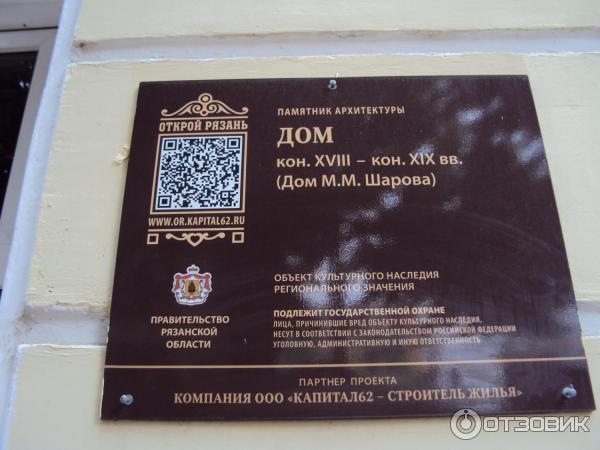 ОТКРОЙ РЯЗАНЬ
WWW.OR.KAPITAL62.RU
ПРАВИТЕЛЬСТВО
РЯЗАНСКОЙ
ОБЛАСТИ
ПАМЯТНИК АРХИТЕКТУРЫ
ДОМ
кон. XVIII – кон. XIX вв.
(Дом М.М. Шарова)
ОБЪЕКТ КУЛЬТУРНОГО НАСЛЕДИЯ
РЕГИОНАЛЬНОГО ЗНАЧЕНИЯ
ПОДЛЕЖИТ ГОСУДАРСТВЕННОЙ ОХРАНЕ
ЛИЦА, ПРИЧИНИВШИЕ ВРЕД ОБЪЕКТУ КУЛЬТУРНОГО НАСЛЕДИЯ,
НЕСУТ В СООТВЕТСТВИИ С ЗАКОНОДАТЕЛЬСТВОМ РОССИЙСКОЙ ФЕДЕРАЦИИ
УГОЛОВНУЮ, АДМИНИСТРАТИВНУЮ И ИНУЮ ОТВЕТСТВЕННОСТЬ
ПАРТНЕР ПРОЕКТА
КОМПАНИЯ ООО «КАПИТАЛ62 – СТРОИТЕЛЬ ЖИЛЬЯ»
ОТЗОВИК